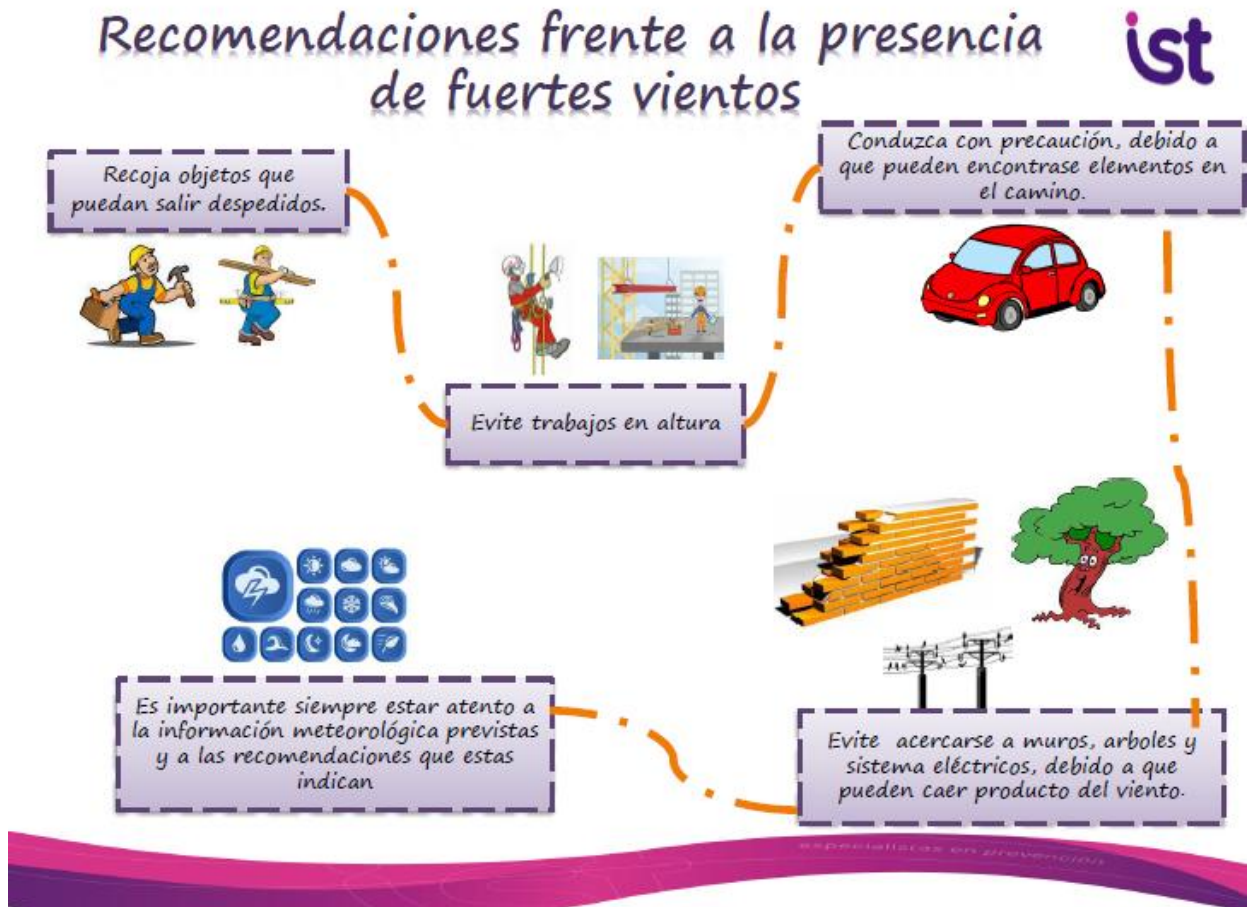 Recomendaciones frente a la presencia
de fuertes vientos
ist
Recoja objetos que
puedan salir despedidos.
Evite trabajos en altura
Conduzca con precaución, debido a
que pueden encontrase elementos en
el camino.
Evite acercarse a muros, arboles y
sistema eléctricos, debido a que
pueden caer producto del viento.
Es importante siempre estar atento a
la información meteorológica previstas
y a las recomendaciones que estas
indican
especialistas en prevención